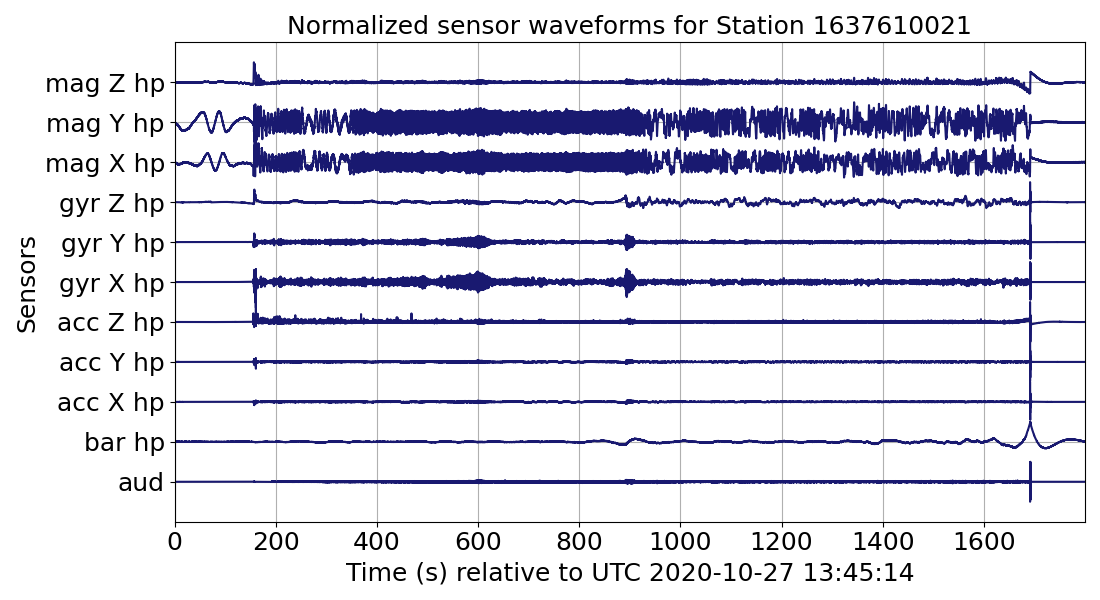 Normalized sensor waveforms for Station 1637610021
Sensors
mag Z hp
mag Y hp
mag X hp
gyr Z hp
gyr Y hp
gyr X hp
acc Z hp
acc Y hp
acc X hp
bar hp
aud
0 200 400 600 800 1000 1200 1400 1600
Time (s) relative to UTC 2020-10-27 13:45:14